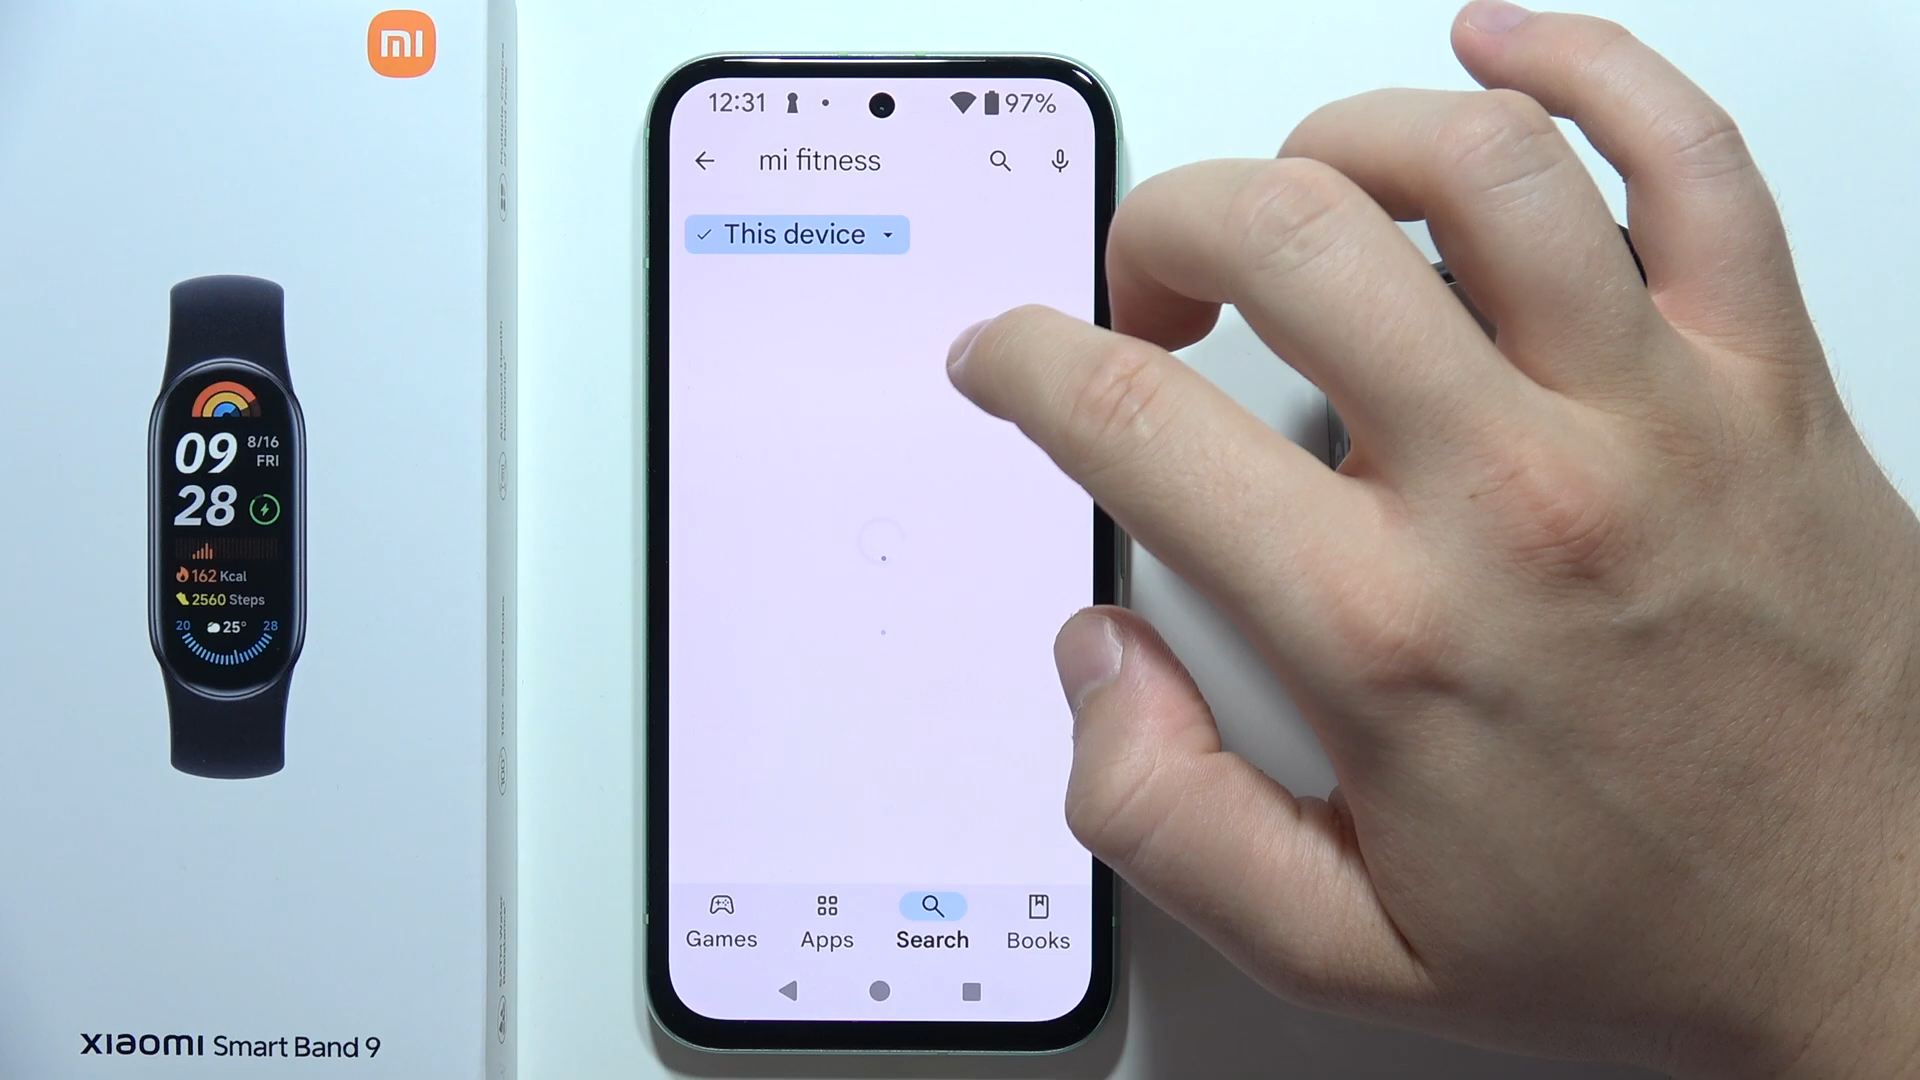 mi
09
28
8/16
FRI
162 Kcal
2560 Steps
20 25° 28
xiaomi Smart Band 9
12:31 97%
mi fitness
This device
Games Apps Search Books